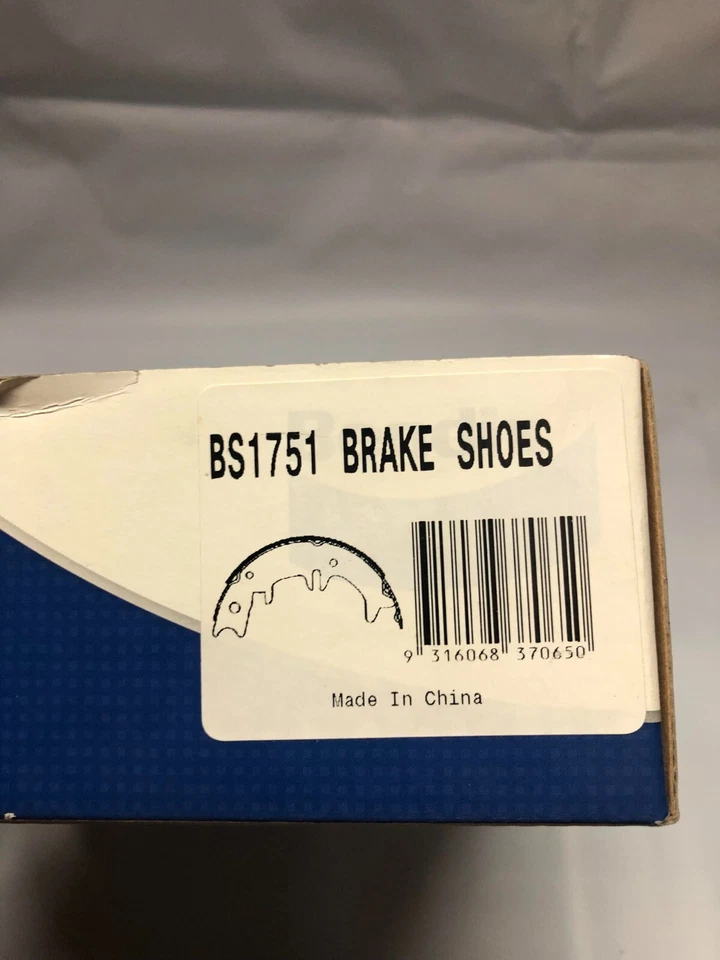 BS1751 BRAKE SHOES
9 316068 370650
Made In China